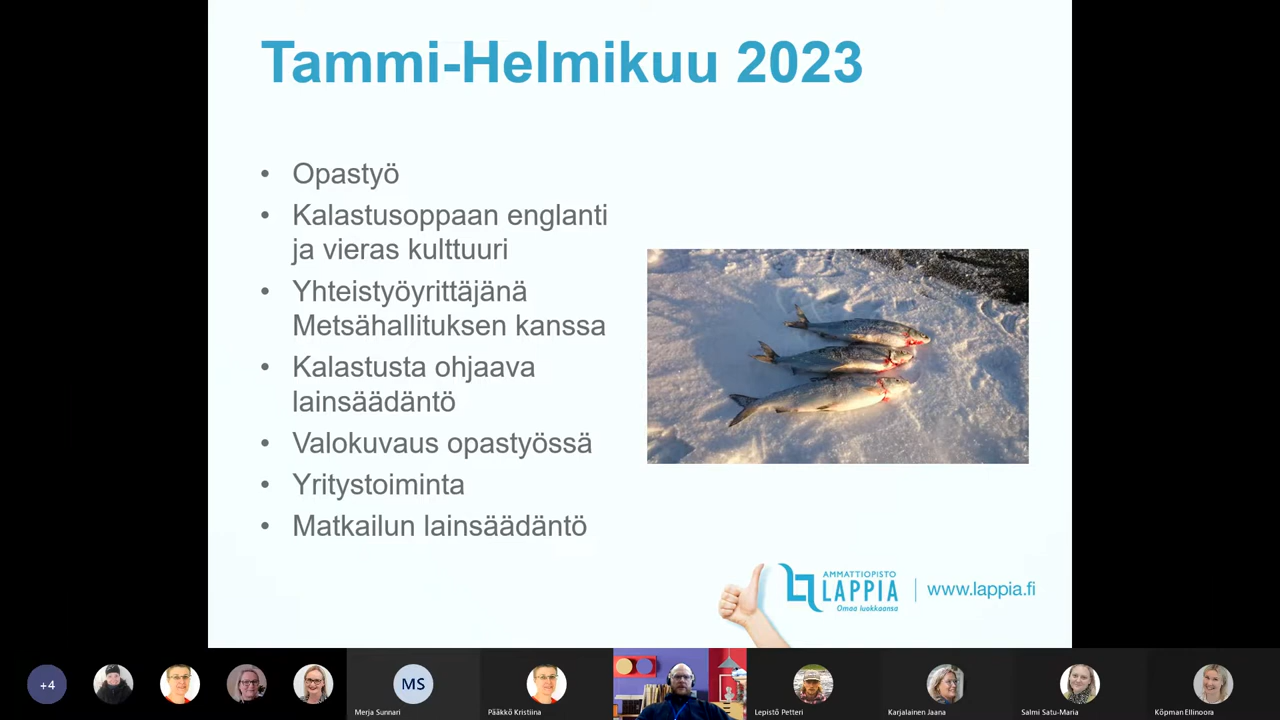 Tammi-Helmikuu 2023
• Opastyö
• Kalastusoppaan englanti
ja vieras kulttuuri
• Yhteistyöyrittäjänä
Metsähallituksen kanssa
• Kalastusta ohjaava
lainsäädäntö
• Valokuvaus opastyössä
• Yritystoiminta
• Matkailun lainsäädäntö
AMMATTIOPISTO
LAPPIA
Omaa luokkaansa
www.lappia.fi
+4
MS
Merja Sunnari
Pääkkö Kristiina
Lepistö Petteri
Karjalainen Jaana
Salmi Satu-Maria
Köpman Ellinoora